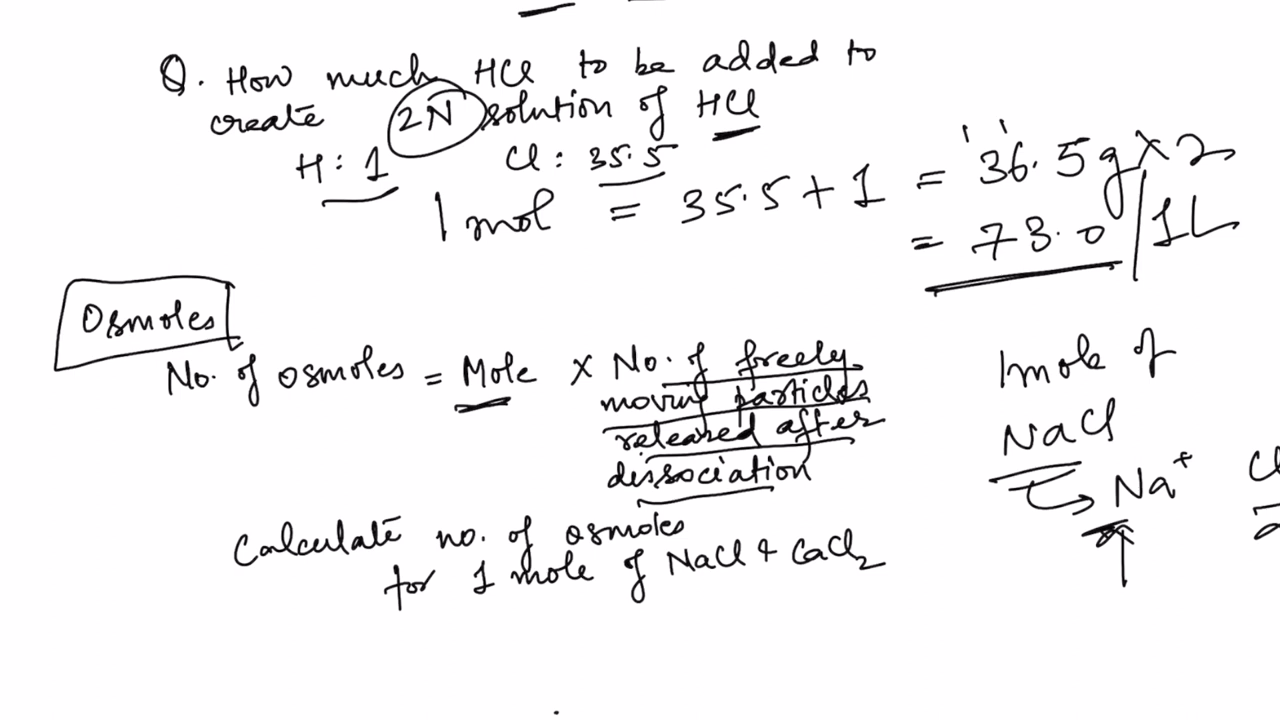 Q. How much HCl to be added to
create 2N solution of HCl
H : 1 Cl : 35.5
1 mol = 35.5 + 1 = 36.5g x 2
= 73.0 / 1L
Osmoles
No. of osmoles = Mole x No. of freely
moving particles
released after
dissociation
Calculate no. of osmoles
for 1 mole of NaCl & CaCl2
1 mole of
NaCl
Na+